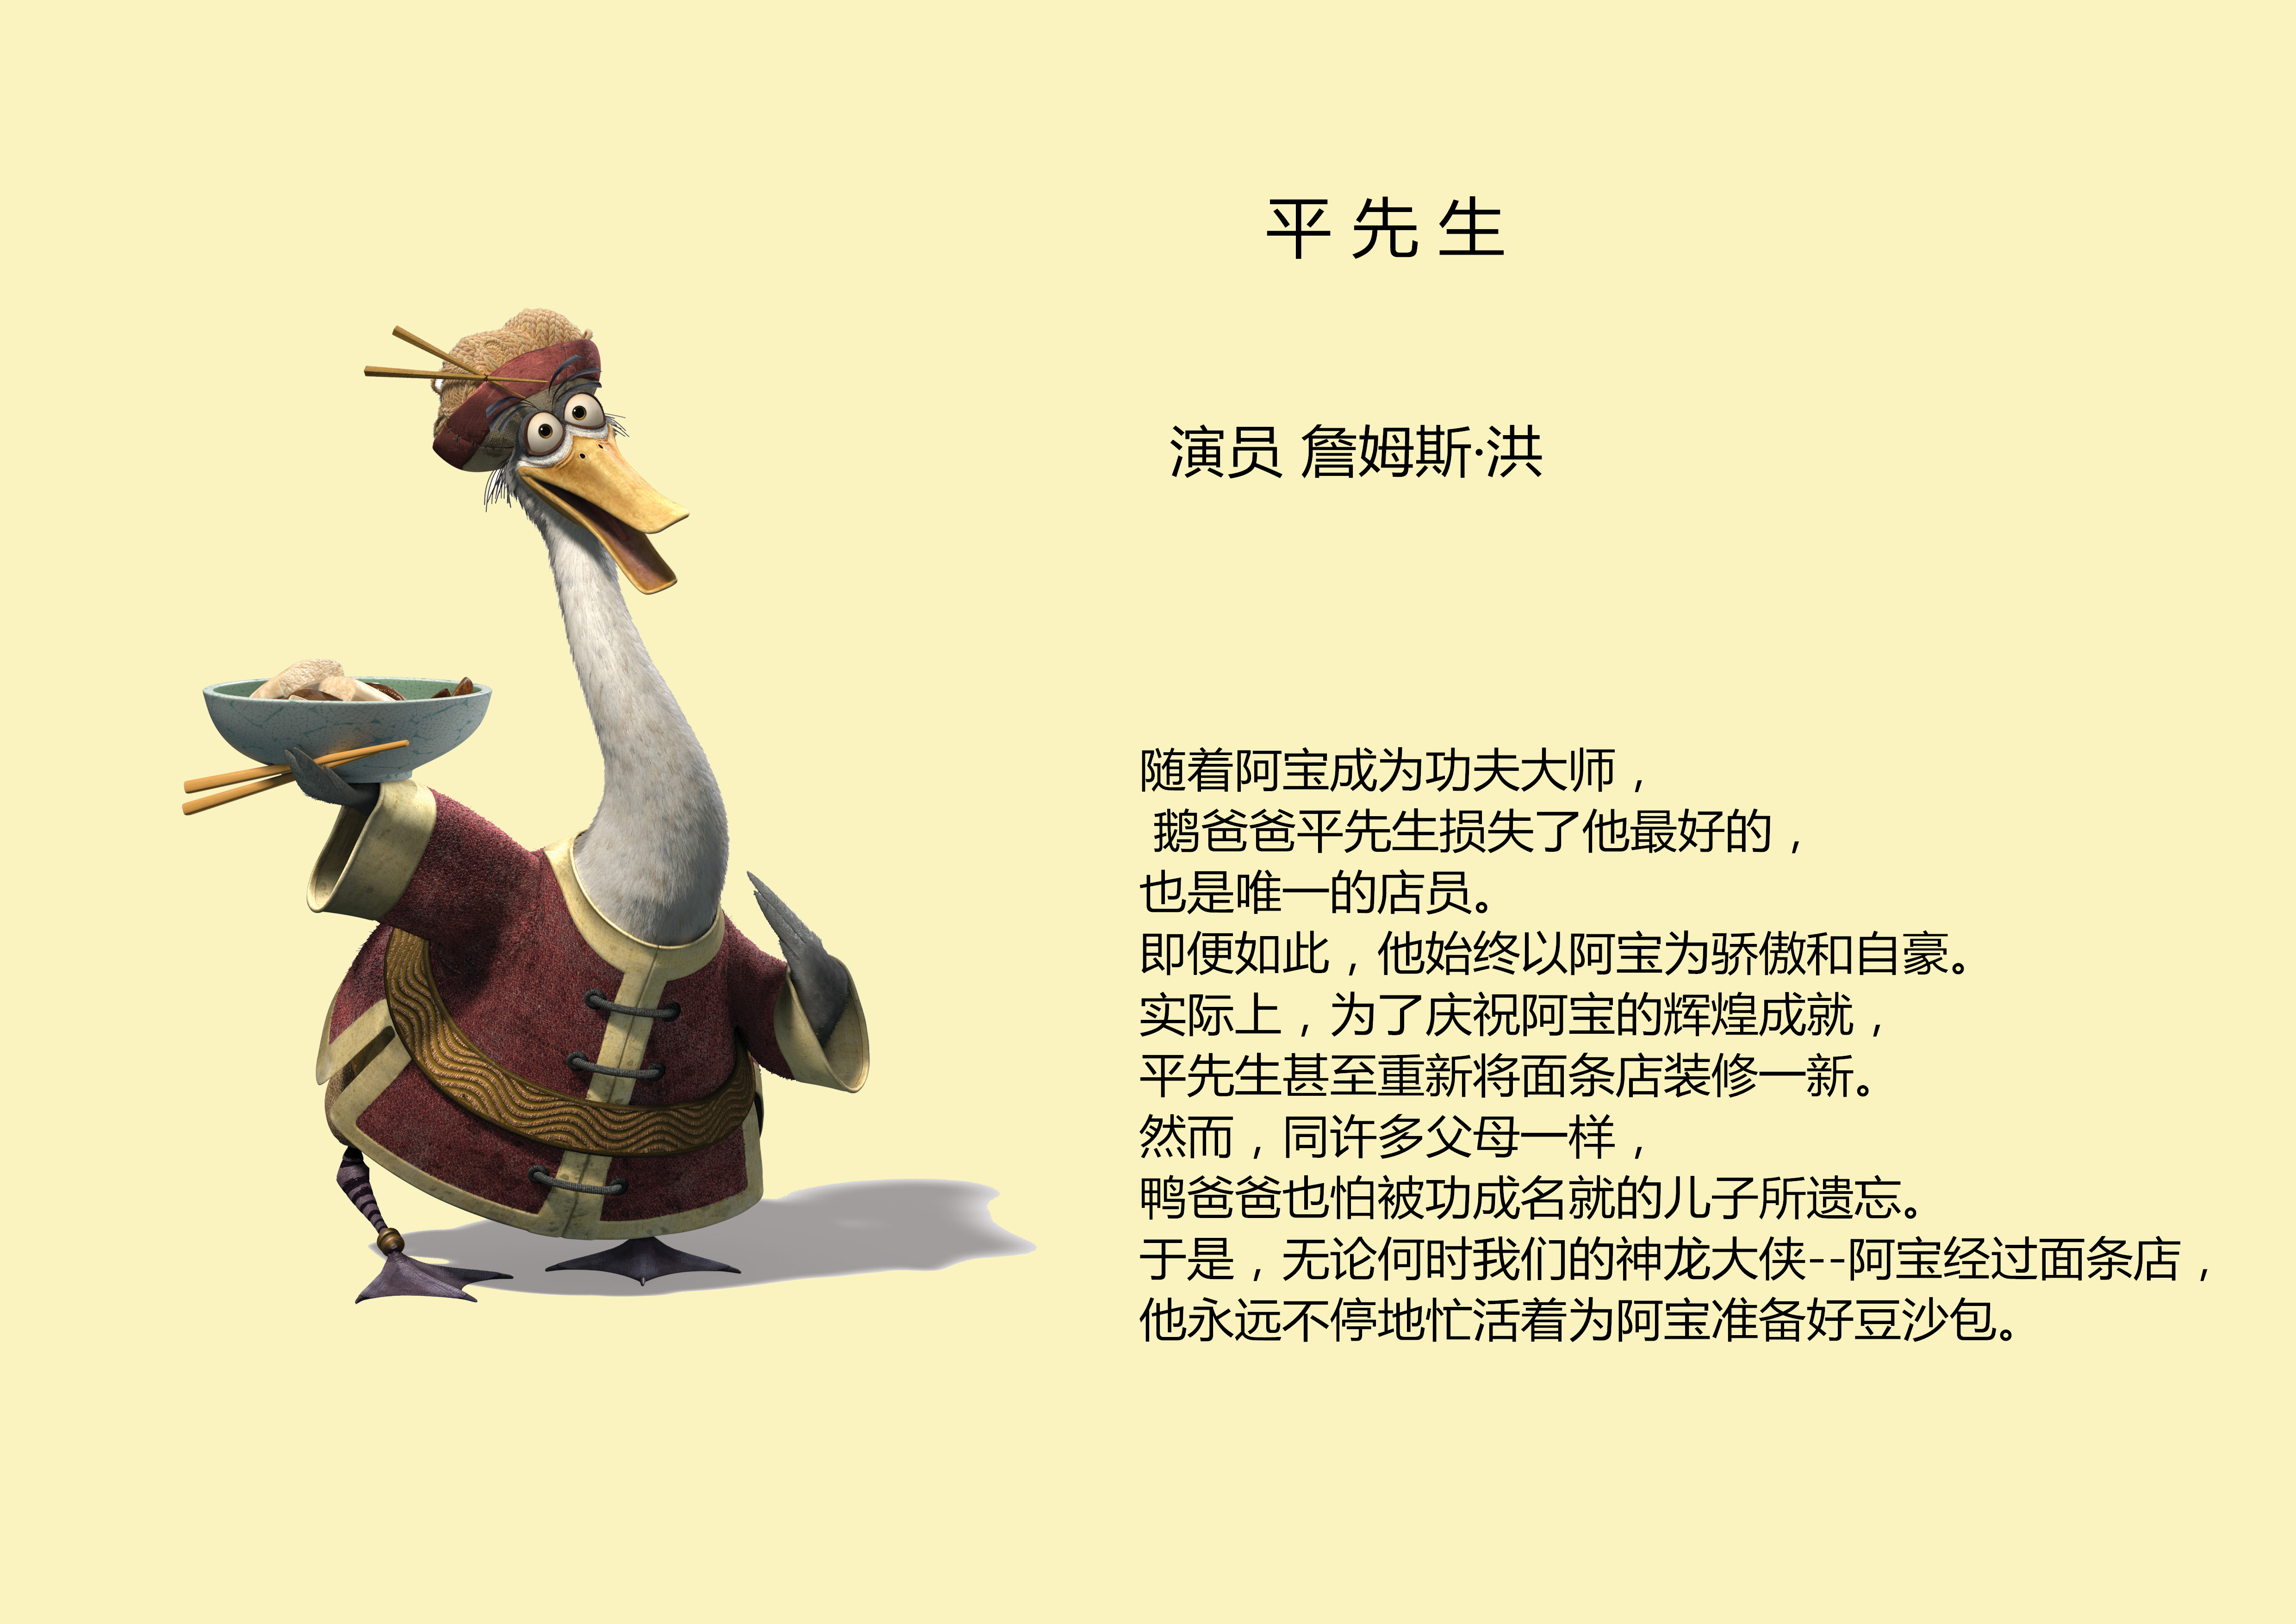 平先生
演员 詹姆斯·洪
随着阿宝成为功夫大师，
鹅爸爸平先生损失了他最好的，
也是唯一的店员。
即便如此，他始终以阿宝为骄傲和自豪。
实际上，为了庆祝阿宝的辉煌成就，
平先生甚至重新将面条店装修一新。
然而，同许多父母一样，
鸭爸爸也怕被功成名就的儿子所遗忘。
于是，无论何时我们的神龙大侠--阿宝经过面条店，
他永远不停地忙活着为阿宝准备好豆沙包。